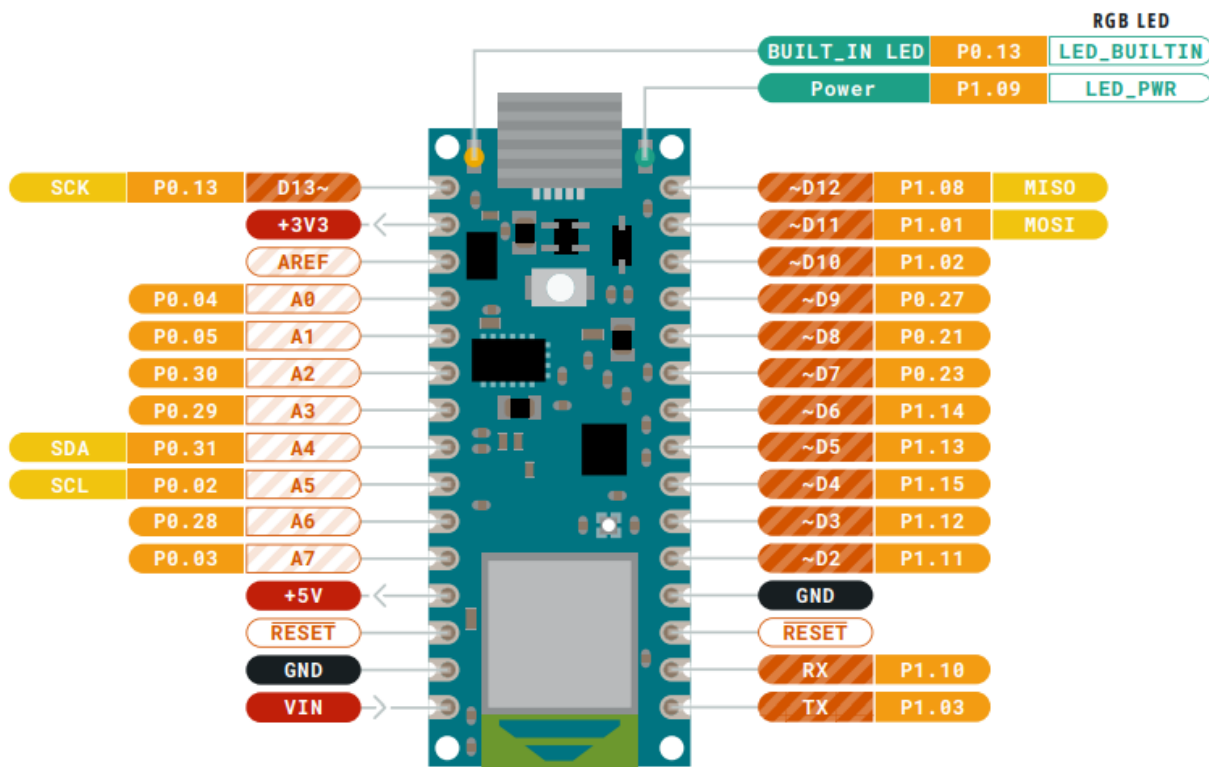 RGB LED
BUILT_IN LED P0.13 LED_BUILTIN
Power P1.09 LED_PWR
SCK P0.13 D13~
+3V3
AREF
P0.04 A0
P0.05 A1
P0.30 A2
P0.29 A3
SDA P0.31 A4
SCL P0.02 A5
P0.28 A6
P0.03 A7
+5V
RESET
GND
VIN
~D12 P1.08 MISO
~D11 P1.01 MOSI
~D10 P1.02
~D9 P0.27
~D8 P0.21
~D7 P0.23
~D6 P1.14
~D5 P1.13
~D4 P1.15
~D3 P1.12
~D2 P1.11
GND
RESET
RX P1.10
TX P1.03